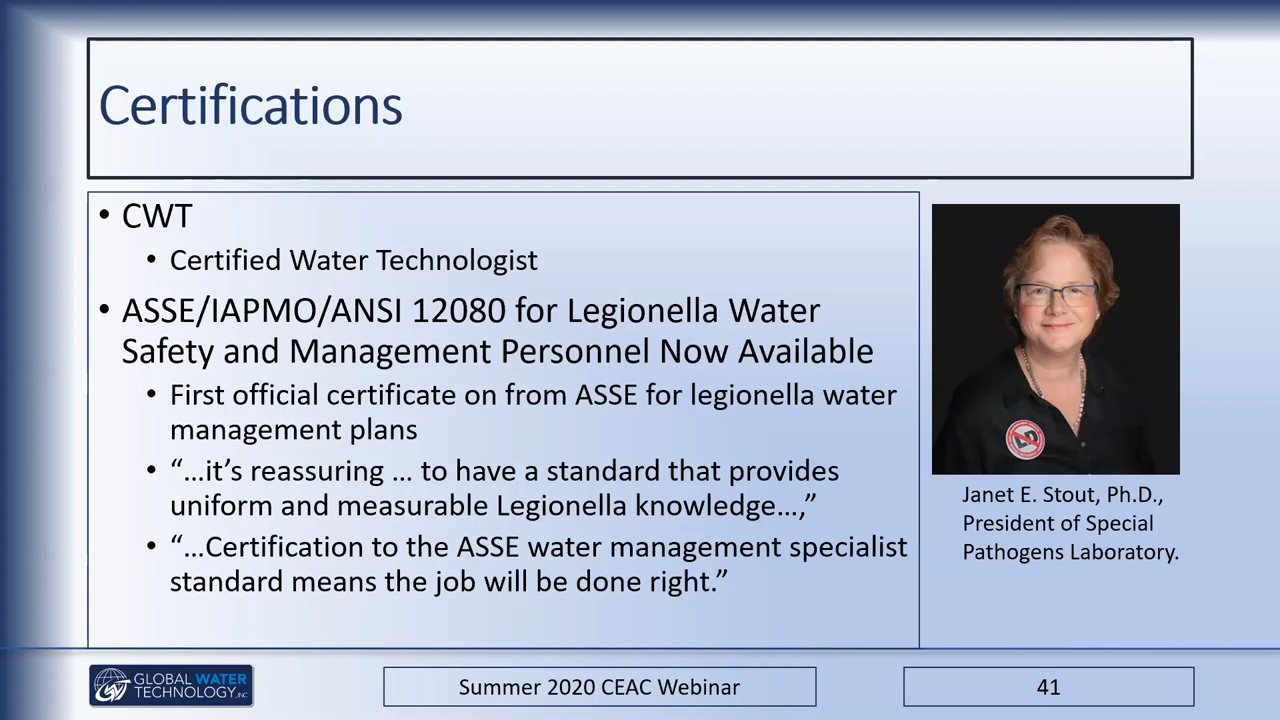 Certifications
• CWT
• Certified Water Technologist
• ASSE/IAPMO/ANSI 12080 for Legionella Water
Safety and Management Personnel Now Available
• First official certificate on from ASSE for legionella water
management plans
• “…it’s reassuring … to have a standard that provides
uniform and measurable Legionella knowledge…,”
• “…Certification to the ASSE water management specialist
standard means the job will be done right.”
LD
Janet E. Stout, Ph.D.,
President of Special
Pathogens Laboratory.
GLOBAL WATER
TECHNOLOGY, INC
Summer 2020 CEAC Webinar
41